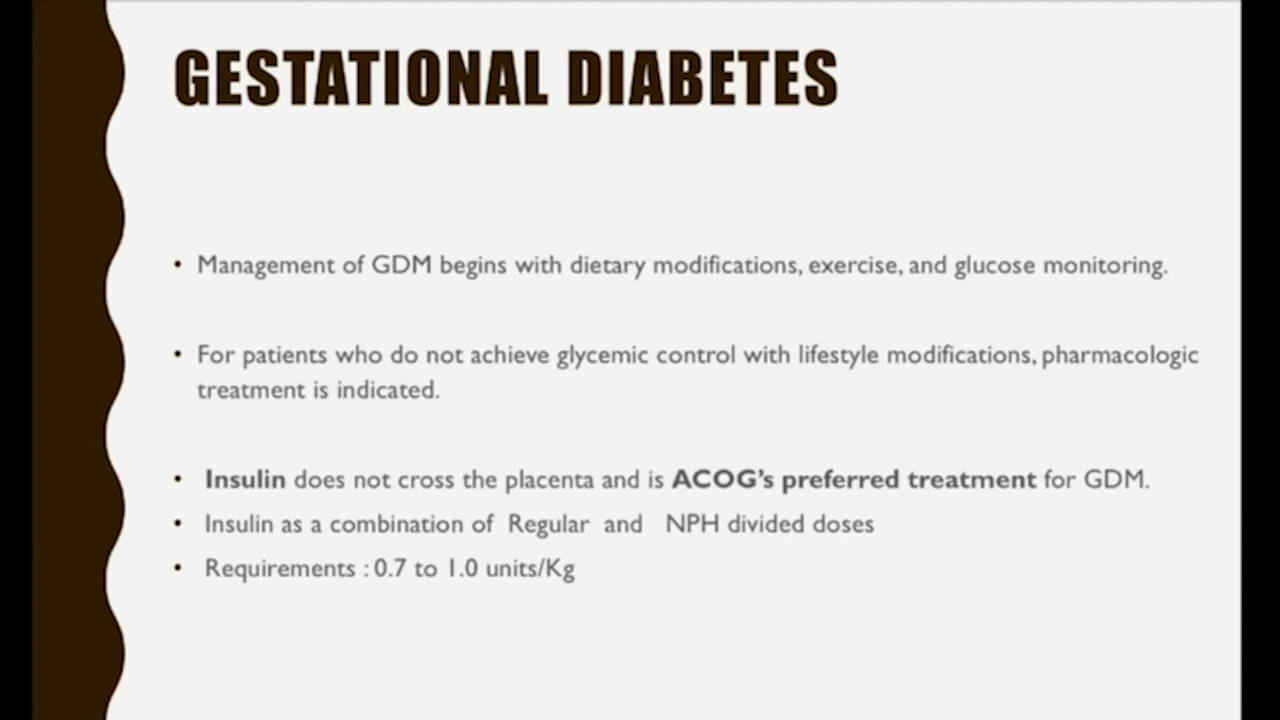 GESTATIONAL DIABETES
• Management of GDM begins with dietary modifications, exercise, and glucose monitoring.
• For patients who do not achieve glycemic control with lifestyle modifications, pharmacologic
treatment is indicated.
• Insulin does not cross the placenta and is ACOG's preferred treatment for GDM.
• Insulin as a combination of Regular and NPH divided doses
• Requirements : 0.7 to 1.0 units/Kg